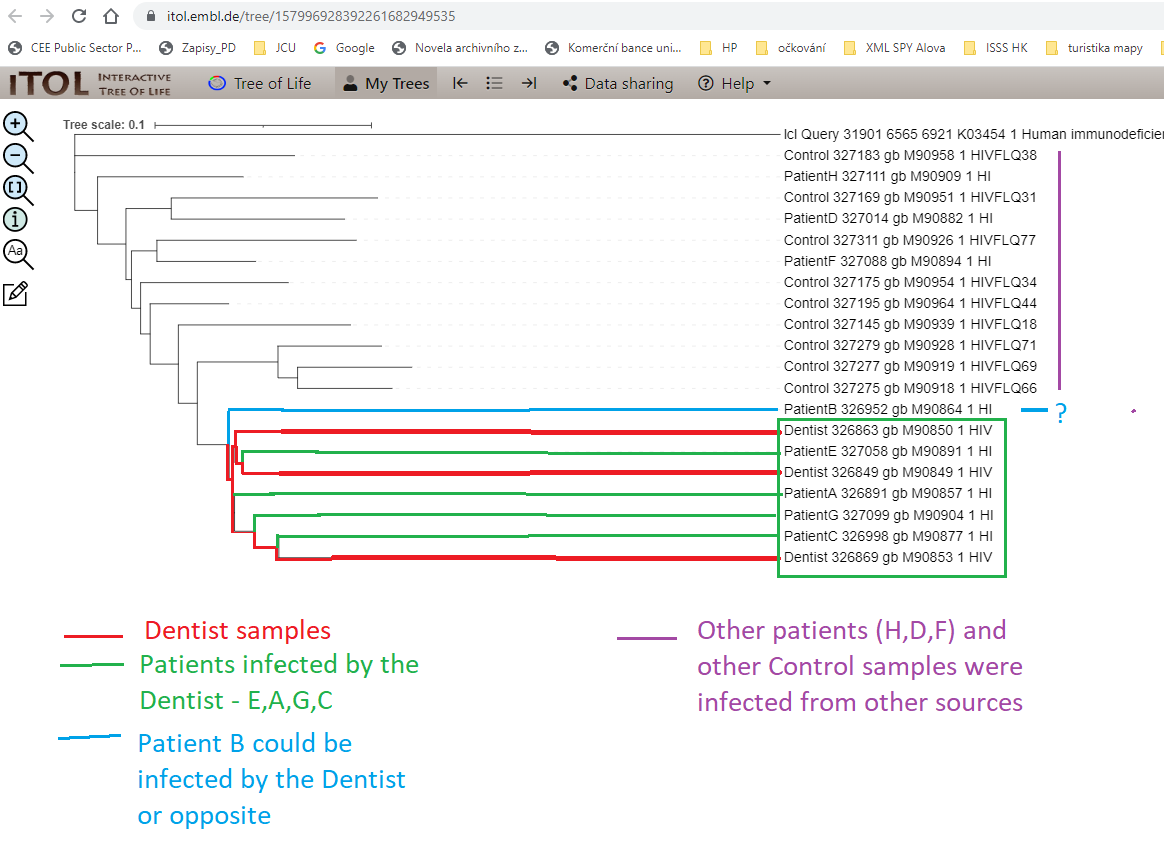 itol.embl.de/tree/1579969283922616829​49535
CEE Public Sector P... Zapisy_PD JCU Google Novela archivního z... Komerční bance uni... HP očkování XML SPY Alova ISSS HK turistika mapy
iTOL INTERACTIVE TREE OF LIFE Tree of Life My Trees Data sharing Help
Tree scale: 0.1
lcl Query 31901 6565 6921 K03454 1 Human immunodeficie
Control 327183 gb M90958 1 HIVFLQ38
PatientH 327111 gb M90909 1 HI
Control 327169 gb M90951 1 HIVFLQ31
PatientD 327014 gb M90882 1 HI
Control 327311 gb M90926 1 HIVFLQ77
PatientF 327088 gb M90894 1 HI
Control 327175 gb M90954 1 HIVFLQ34
Control 327195 gb M90964 1 HIVFLQ44
Control 327145 gb M90939 1 HIVFLQ18
Control 327279 gb M90928 1 HIVFLQ71
Control 327277 gb M90919 1 HIVFLQ69
Control 327275 gb M90918 1 HIVFLQ66
PatientB 326952 gb M90864 1 HI ?
Dentist 326863 gb M90850 1 HIV
PatientE 327058 gb M90891 1 HI
Dentist 326849 gb M90849 1 HIV
PatientA 326891 gb M90857 1 HI
PatientG 327099 gb M90904 1 HI
PatientC 326998 gb M90877 1 HI
Dentist 326869 gb M90853 1 HIV
Aa
Dentist samples
Patients infected by the
Dentist - E,A,G,C
Patient B could be
infected by the Dentist
or opposite
Other patients (H,D,F) and
other Control samples were
infected from other sources